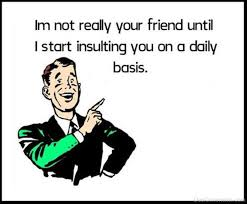 Im not really your friend until
I start insulting you on a daily
basis.